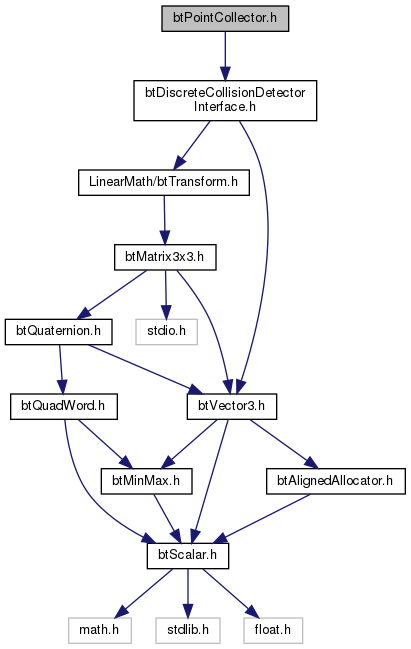 btPointCollector.h
btDiscreteCollisionDetector
Interface.h
LinearMath/btTransform.h
btMatrix3x3.h
btQuaternion.h
stdio.h
btQuadWord.h
btVector3.h
btMinMax.h
btAlignedAllocator.h
btScalar.h
math.h
stdlib.h
float.h